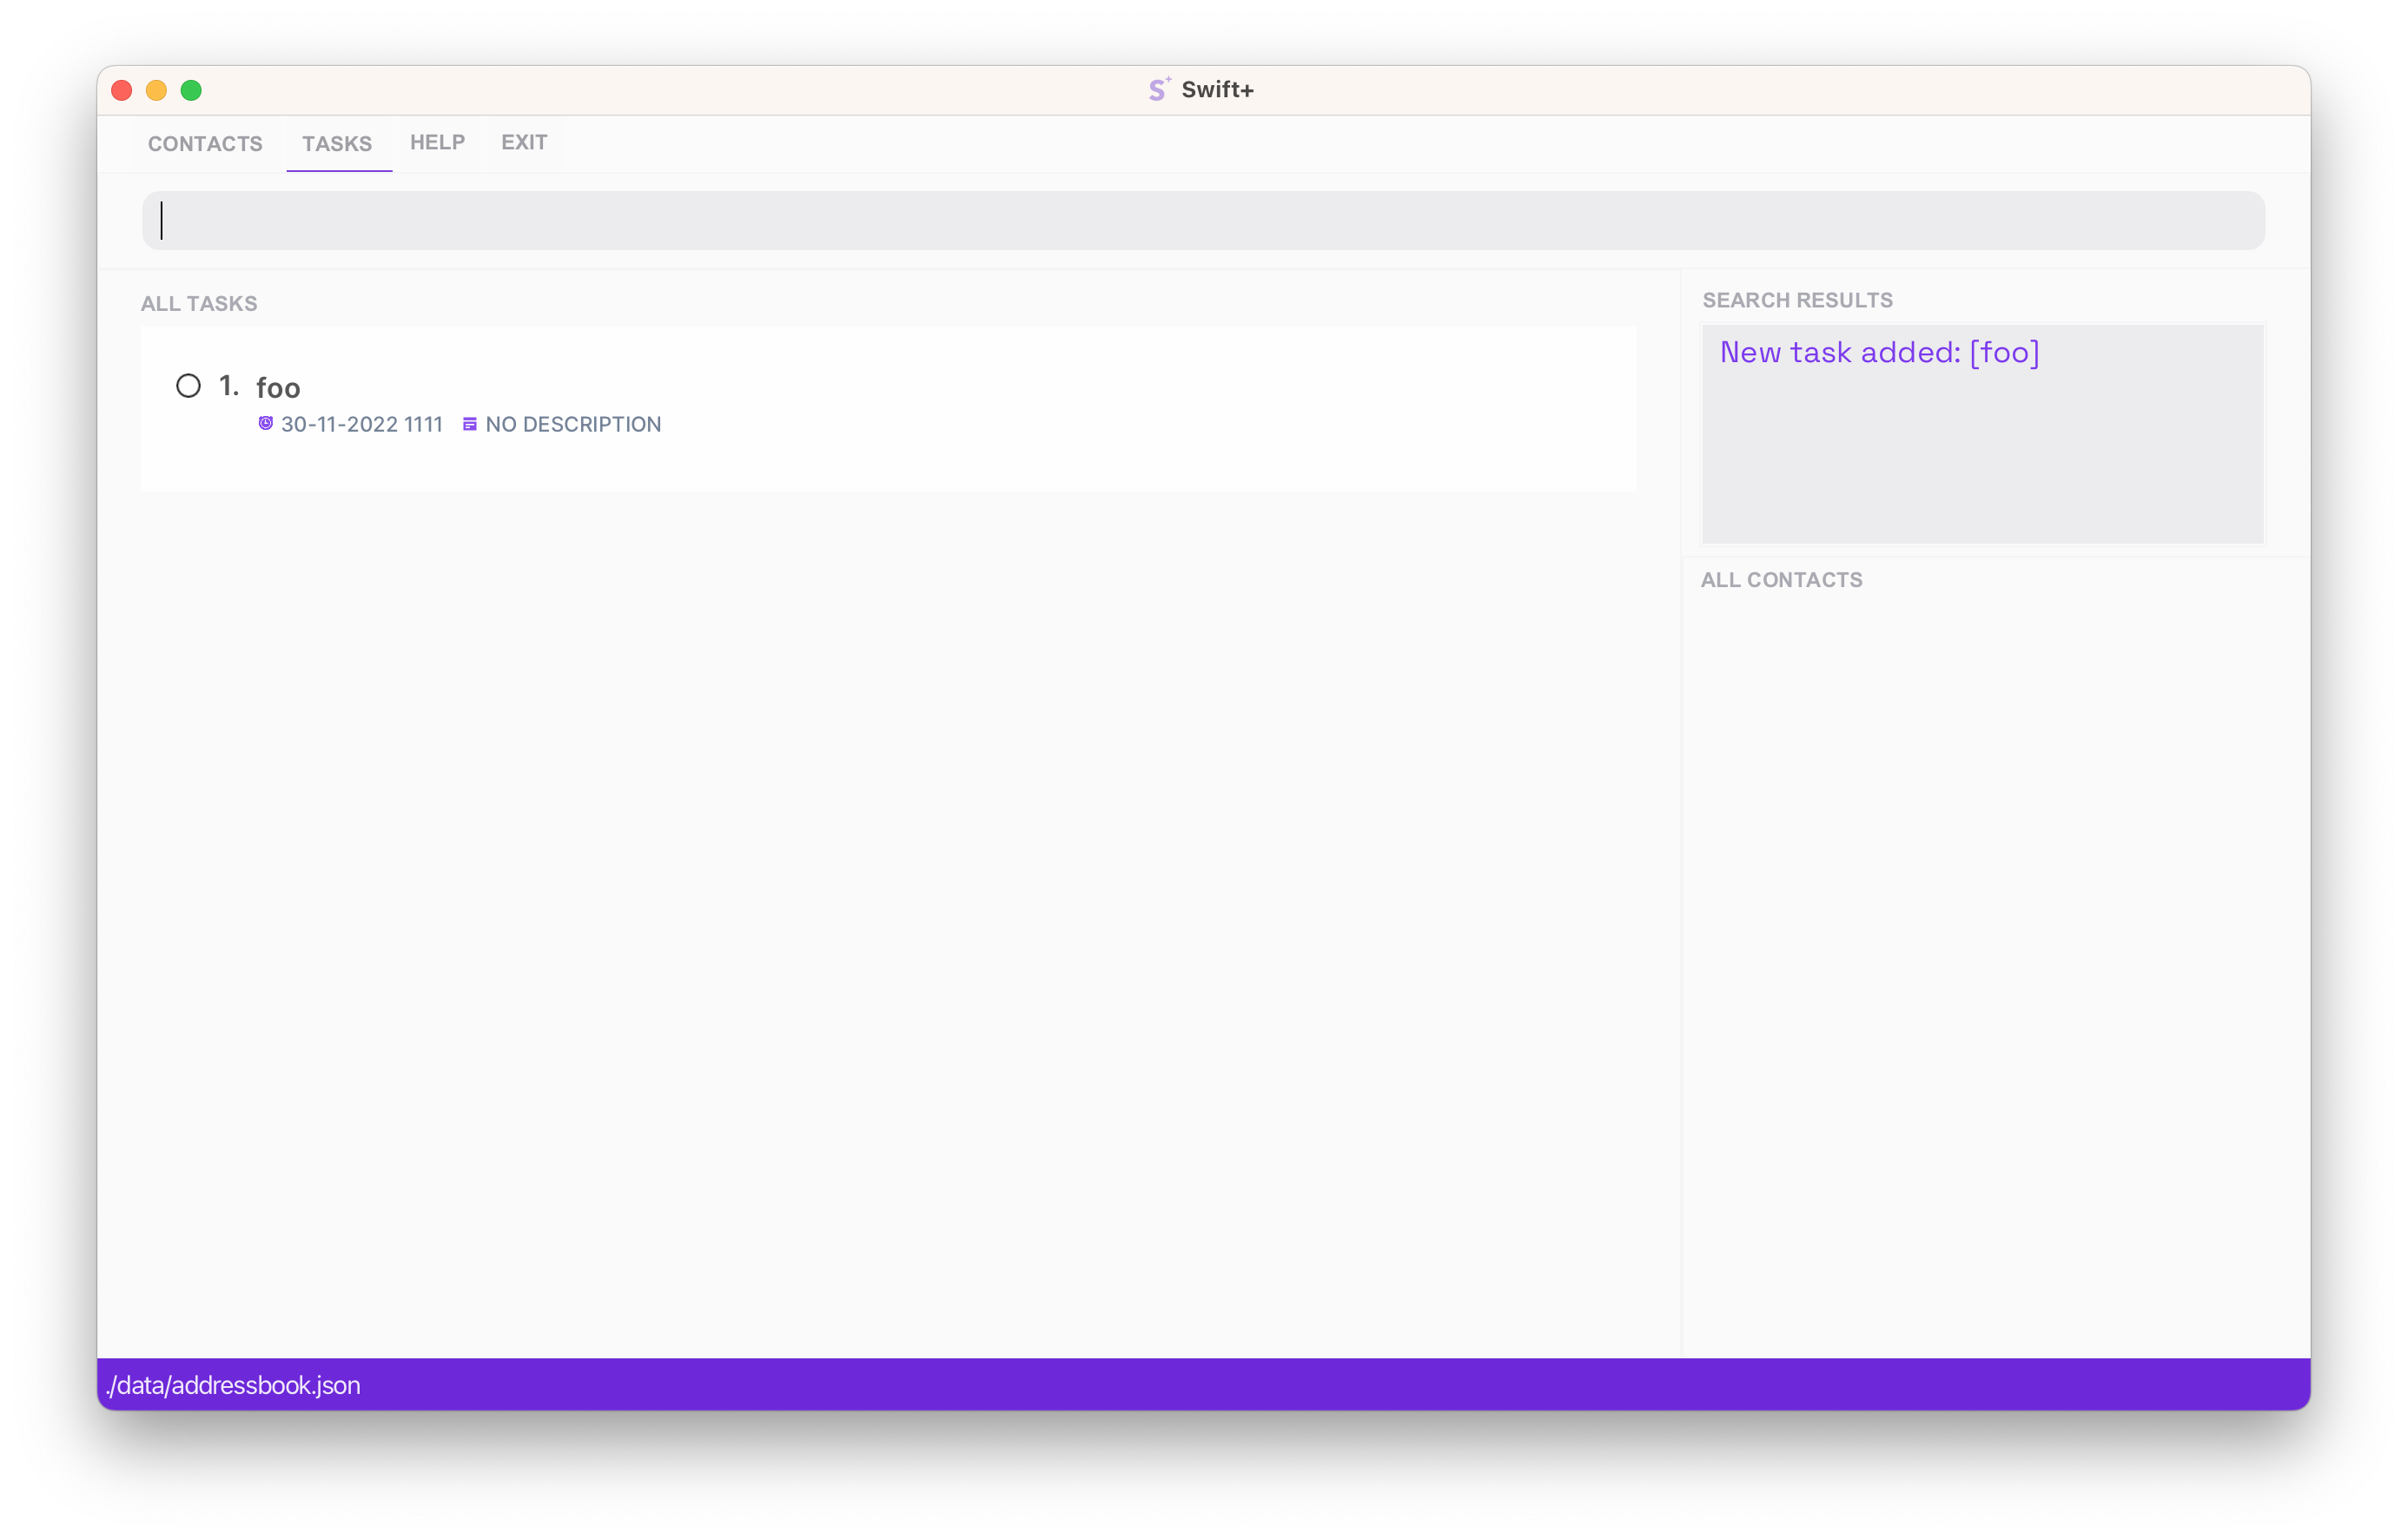 Swift+
CONTACTS TASKS HELP EXIT
ALL TASKS
1. foo
30-11-2022 1111 NO DESCRIPTION
SEARCH RESULTS
New task added: [foo]
ALL CONTACTS
./data/addressbook.json